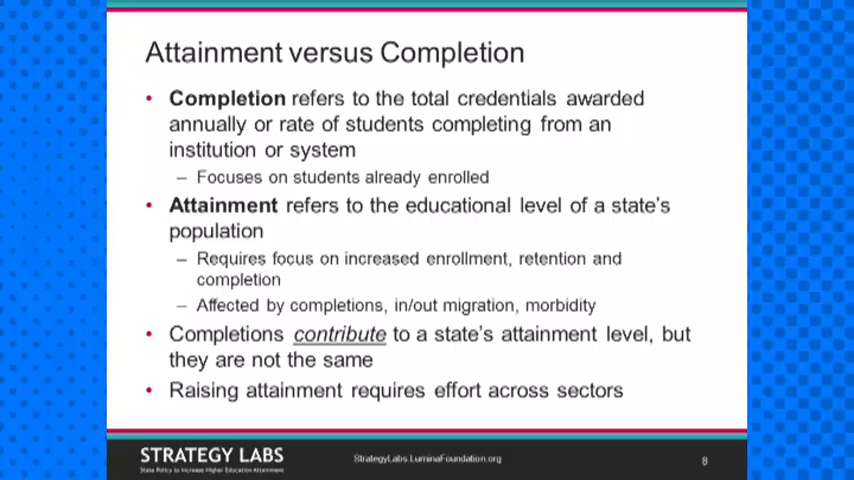 Attainment versus Completion
• Completion refers to the total credentials awarded
annually or rate of students completing from an
institution or system
– Focuses on students already enrolled
• Attainment refers to the educational level of a state's
population
– Requires focus on increased enrollment, retention and
completion
– Affected by completions, in/out migration, morbidity
• Completions contribute to a state's attainment level, but
they are not the same
• Raising attainment requires effort across sectors
STRATEGY LABS
State Policy to Increase Higher Education Attainment
StrategyLabs.LuminaFoundation.org
8